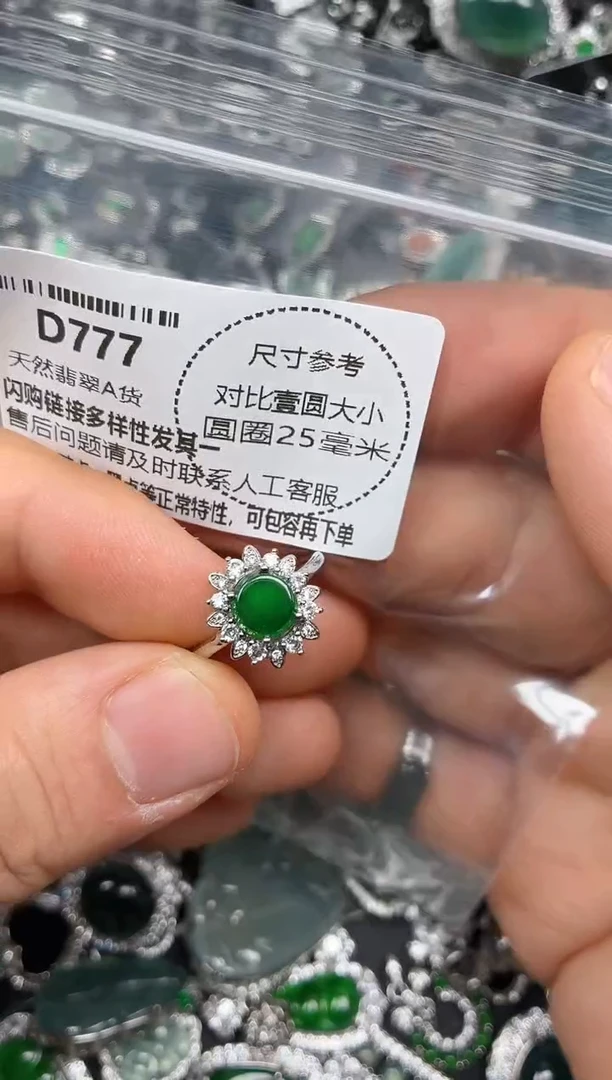 D777
天然翡翠A货
闪购链接多样性发其一
售后问题请及时联系人工客服
等正常特性，可包容再下单
尺寸参考
对比壹圆大小
圆圈25毫米